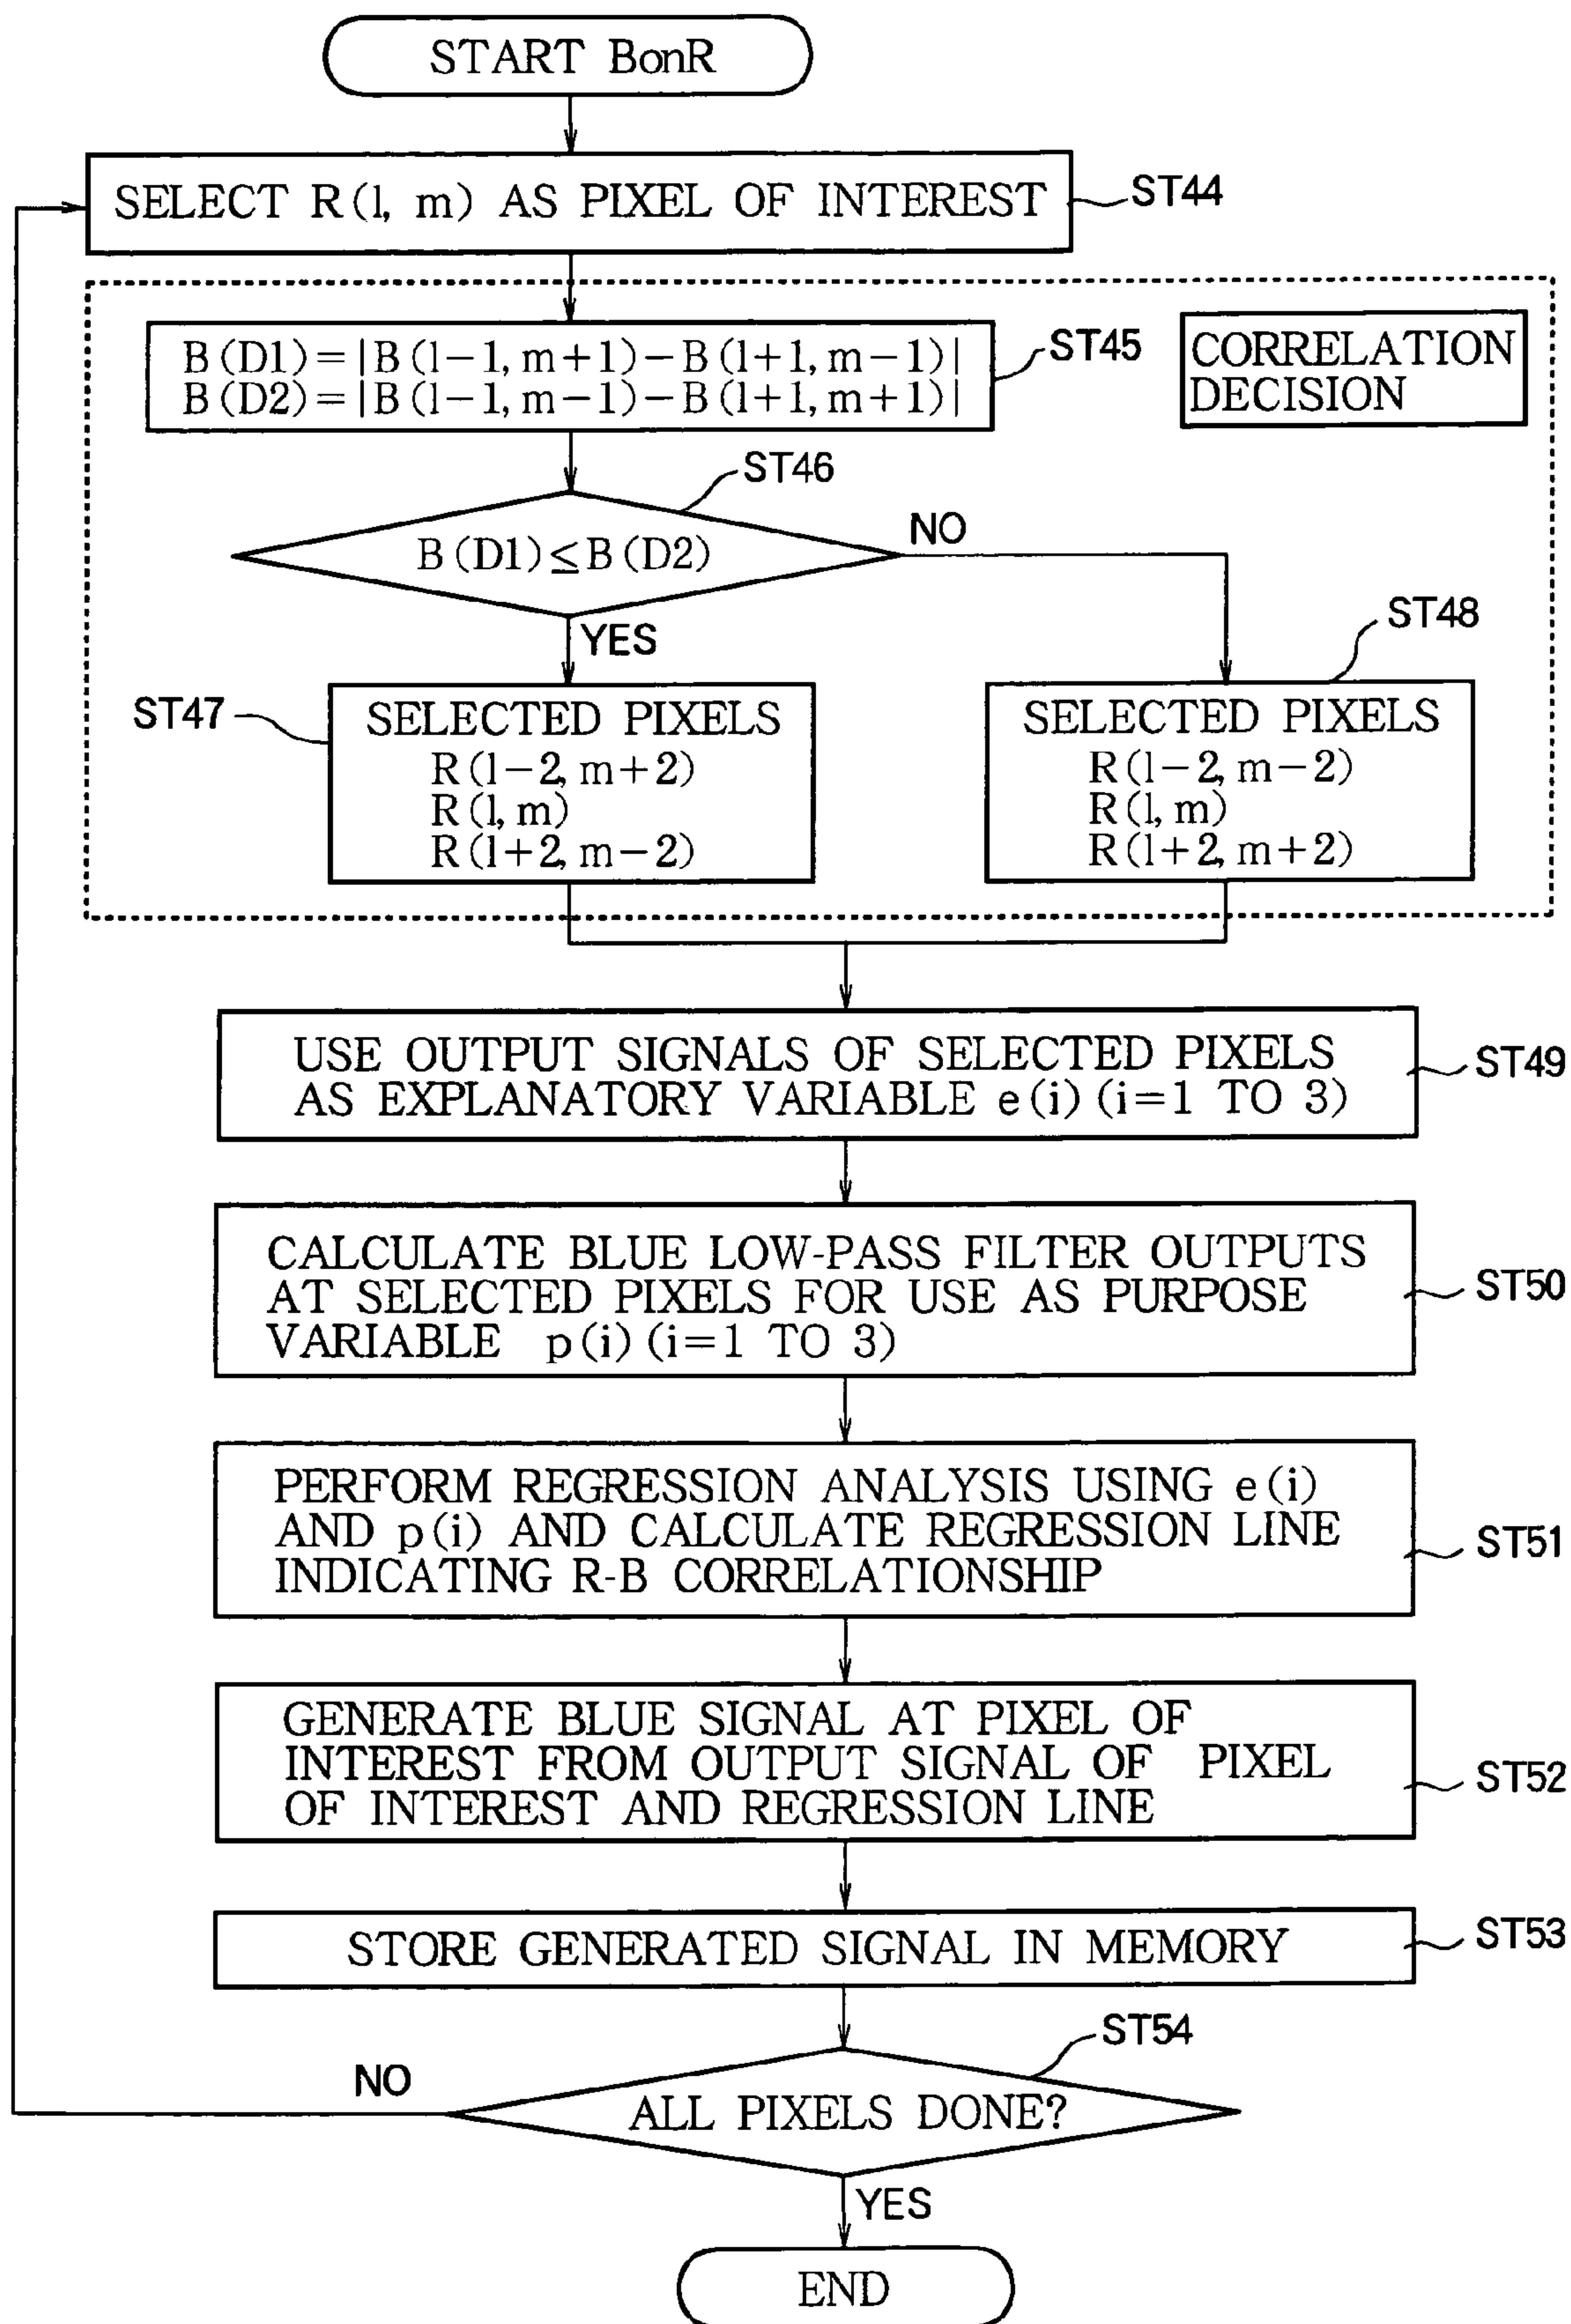 START BonR
SELECT R(l, m) AS PIXEL OF INTEREST
ST44
B(D1)=|B(l-1, m+1)-B(l+1, m-1)|
B(D2)=|B(l-1, m-1)-B(l+1, m+1)|
ST45
CORRELATION
DECISION
ST46
B(D1)≤B(D2)
NO
YES
ST47
SELECTED PIXELS
R(l-2, m+2)
R(l, m)
R(l+2, m-2)
ST48
SELECTED PIXELS
R(l-2, m-2)
R(l, m)
R(l+2, m+2)
USE OUTPUT SIGNALS OF SELECTED PIXELS
AS EXPLANATORY VARIABLE e(i) (i=1 TO 3)
ST49
CALCULATE BLUE LOW-PASS FILTER OUTPUTS
AT SELECTED PIXELS FOR USE AS PURPOSE
VARIABLE p(i) (i=1 TO 3)
ST50
PERFORM REGRESSION ANALYSIS USING e(i)
AND p(i) AND CALCULATE REGRESSION LINE
INDICATING R-B CORRELATIONSHIP
ST51
GENERATE BLUE SIGNAL AT PIXEL OF
INTEREST FROM OUTPUT SIGNAL OF PIXEL
OF INTEREST AND REGRESSION LINE
ST52
STORE GENERATED SIGNAL IN MEMORY
ST53
ST54
ALL PIXELS DONE?
NO
YES
END